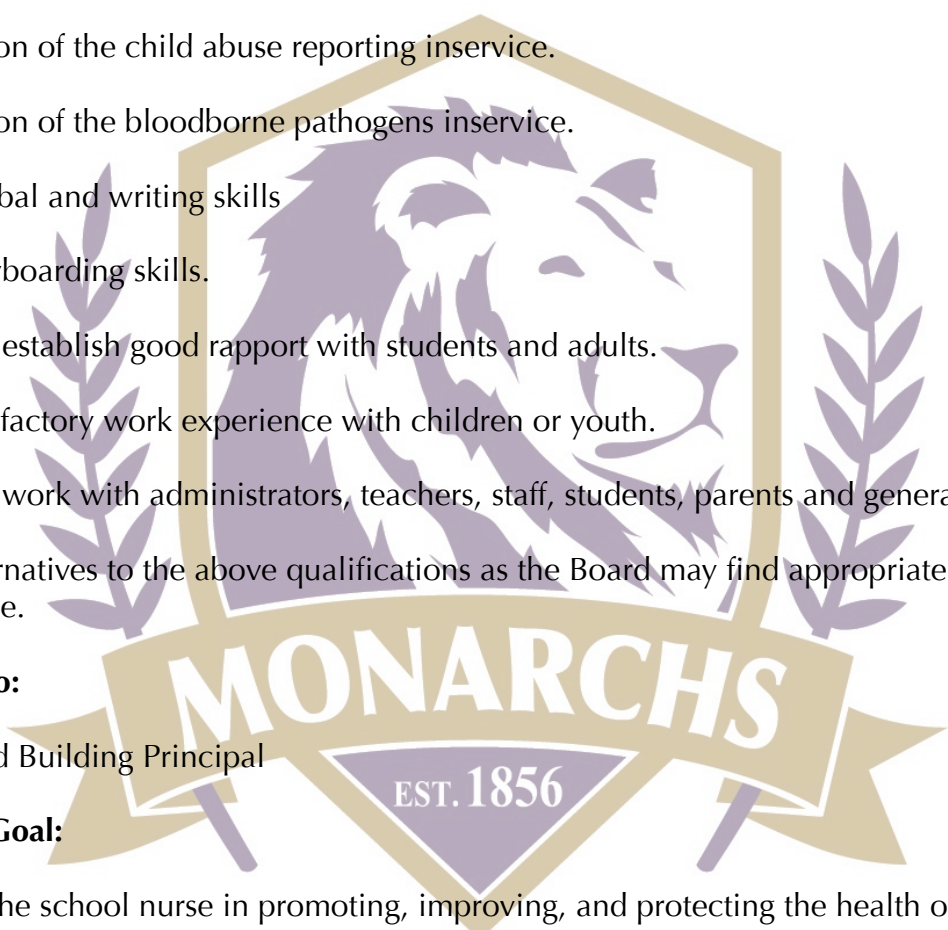 on of the child abuse reporting inservice.
on of the bloodborne pathogens inservice.
bal and writing skills
boarding skills.
establish good rapport with students and adults.
factory work experience with children or youth.
work with administrators, teachers, staff, students, parents and genera
rnatives to the above qualifications as the Board may find appropriate
e.
o:
d Building Principal
Goal:
he school nurse in promoting, improving, and protecting the health o
MONARCHS
EST. 1856